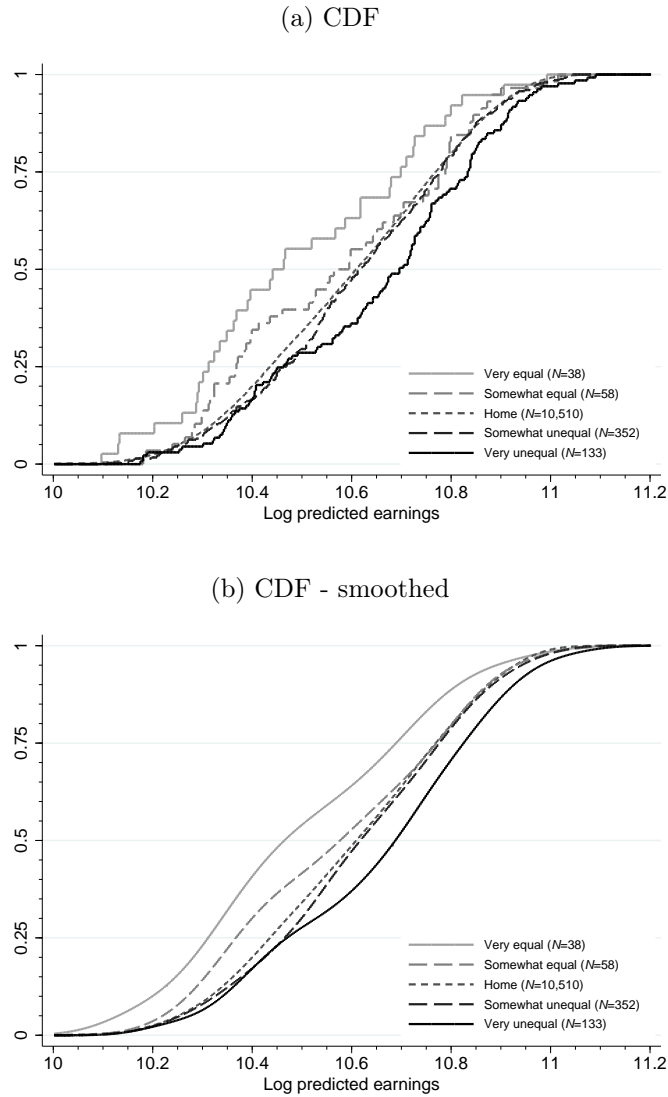 (a) CDF
1
0.75
0.5
0.25
0
Very equal (N=38)
Somewhat equal (N=58)
Home (N=10,510)
Somewhat unequal (N=352)
Very unequal (N=133)
10 10.2 10.4 10.6 10.8 11 11.2
Log predicted earnings
(b) CDF - smoothed
1
0.75
0.5
0.25
0
Very equal (N=38)
Somewhat equal (N=58)
Home (N=10,510)
Somewhat unequal (N=352)
Very unequal (N=133)
10 10.2 10.4 10.6 10.8 11 11.2
Log predicted earnings